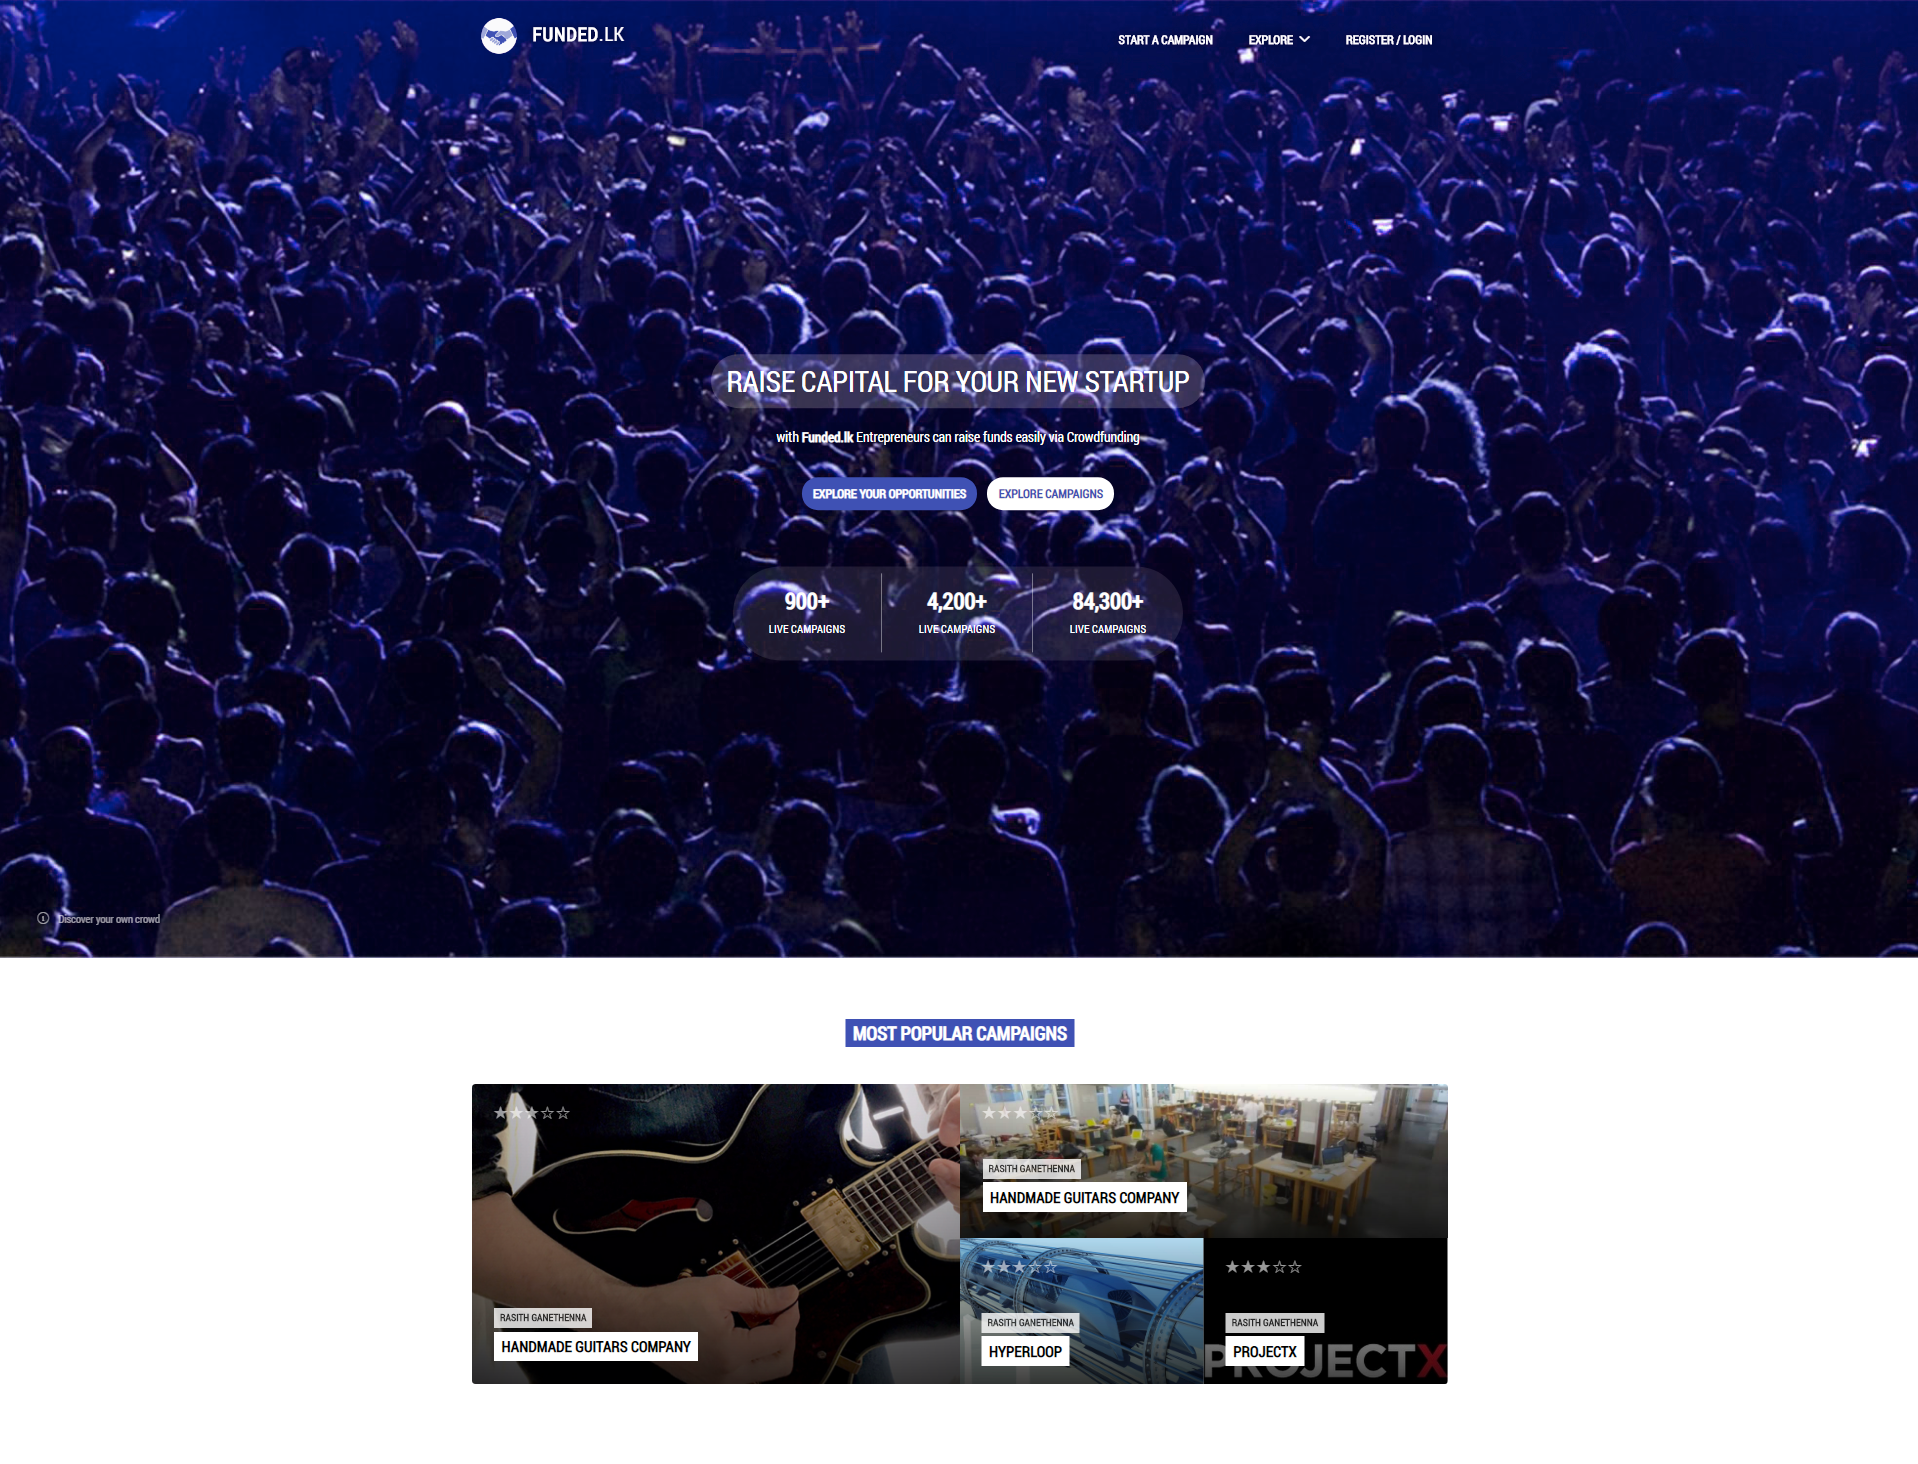 FUNDED.LK
START A CAMPAIGN
EXPLORE
REGISTER / LOGIN
RAISE CAPITAL FOR YOUR NEW STARTUP
with Funded.lk Entrepreneurs can raise funds easily via Crowdfunding
EXPLORE YOUR OPPORTUNITIES
EXPLORE CAMPAIGNS
900+
LIVE CAMPAIGNS
4,200+
LIVE CAMPAIGNS
84,300+
LIVE CAMPAIGNS
Discover your own crowd
MOST POPULAR CAMPAIGNS
RASITH GANETHENNA
HANDMADE GUITARS COMPANY
RASITH GANETHENNA
HANDMADE GUITARS COMPANY
RASITH GANETHENNA
HYPERLOOP
RASITH GANETHENNA
PROJECTX
PROJECTX